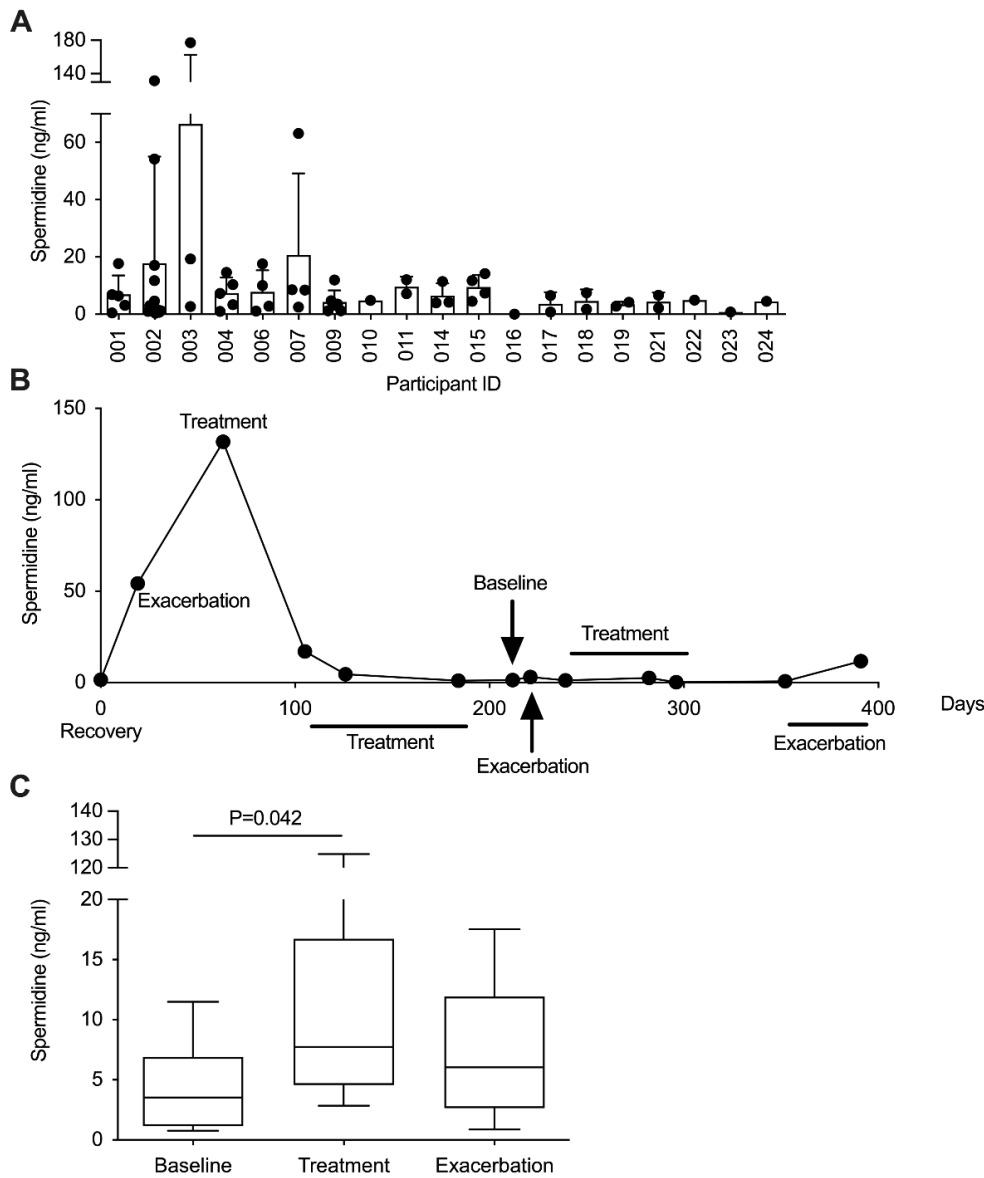 A
180
140
60
40
20
0
Spermidine (ng/ml)
001 002 003 004 006 007 009 010 011 014 015 016 017 018 019 021 022 023 024
Participant ID
B
150
100
50
0
Spermidine (ng/ml)
Treatment
Exacerbation
Baseline
Treatment
0 100 200 300 400 Days
Recovery
Treatment
Exacerbation
Exacerbation
C
140
130
120
20
15
10
5
0
Spermidine (ng/ml)
P=0.042
Baseline Treatment Exacerbation